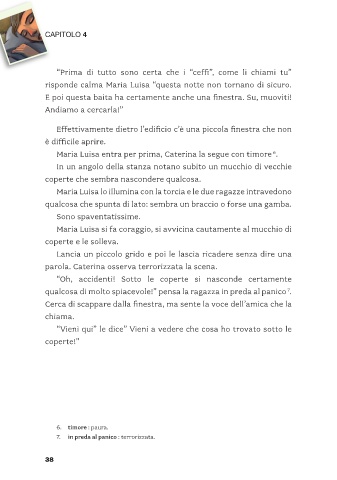 CAPITOLO 4
"Prima di tutto sono certa che i "ceffi", come li chiami tu"
risponde calma Maria Luisa "questa notte non tornano di sicuro.
E poi questa baita ha certamente anche una finestra. Su, muoviti!
Andiamo a cercarla!"
Effettivamente dietro l'edificio c'è una piccola finestra che non
è difficile aprire.
Maria Luisa entra per prima, Caterina la segue con timore 6.
In un angolo della stanza notano subito un mucchio di vecchie
coperte che sembra nascondere qualcosa.
Maria Luisa lo illumina con la torcia e le due ragazze intravedono
qualcosa che spunta di lato: sembra un braccio o forse una gamba.
Sono spaventatissime.
Maria Luisa si fa coraggio, si avvicina cautamente al mucchio di
coperte e le solleva.
Lancia un piccolo grido e poi le lascia ricadere senza dire una
parola. Caterina osserva terrorizzata la scena.
"Oh, accidenti! Sotto le coperte si nasconde certamente
qualcosa di molto spiacevole!" pensa la ragazza in preda al panico 7.
Cerca di scappare dalla finestra, ma sente la voce dell'amica che la
chiama.
"Vieni qui" le dice" Vieni a vedere che cosa ho trovato sotto le
coperte!"
6. timore : paura.
7. in preda al panico : terrorizzata.
38